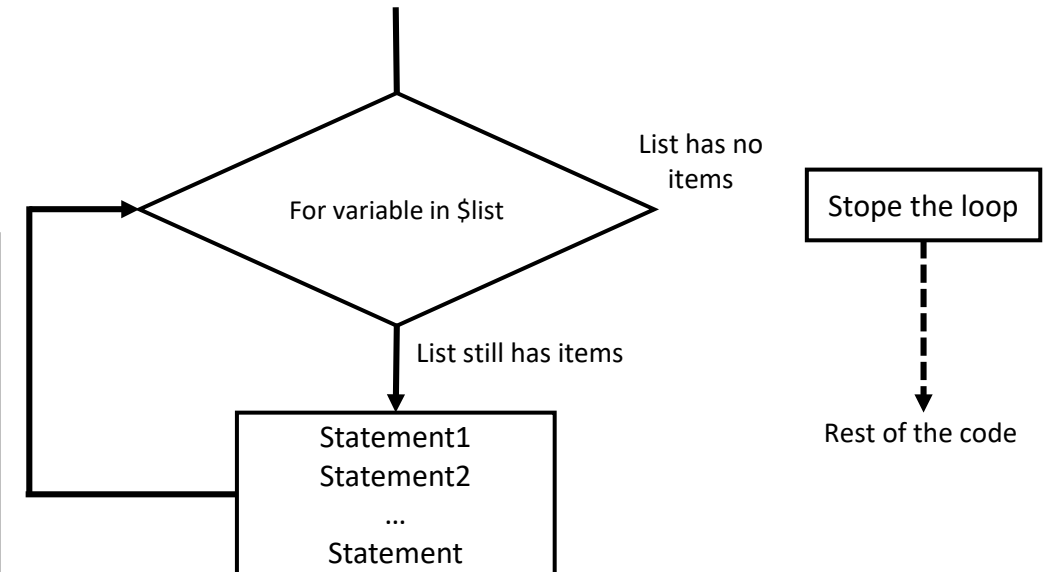 List has no
items
For variable in $list
Stope the loop
List still has items
Rest of the code
Statement1
Statement2
...
Statement